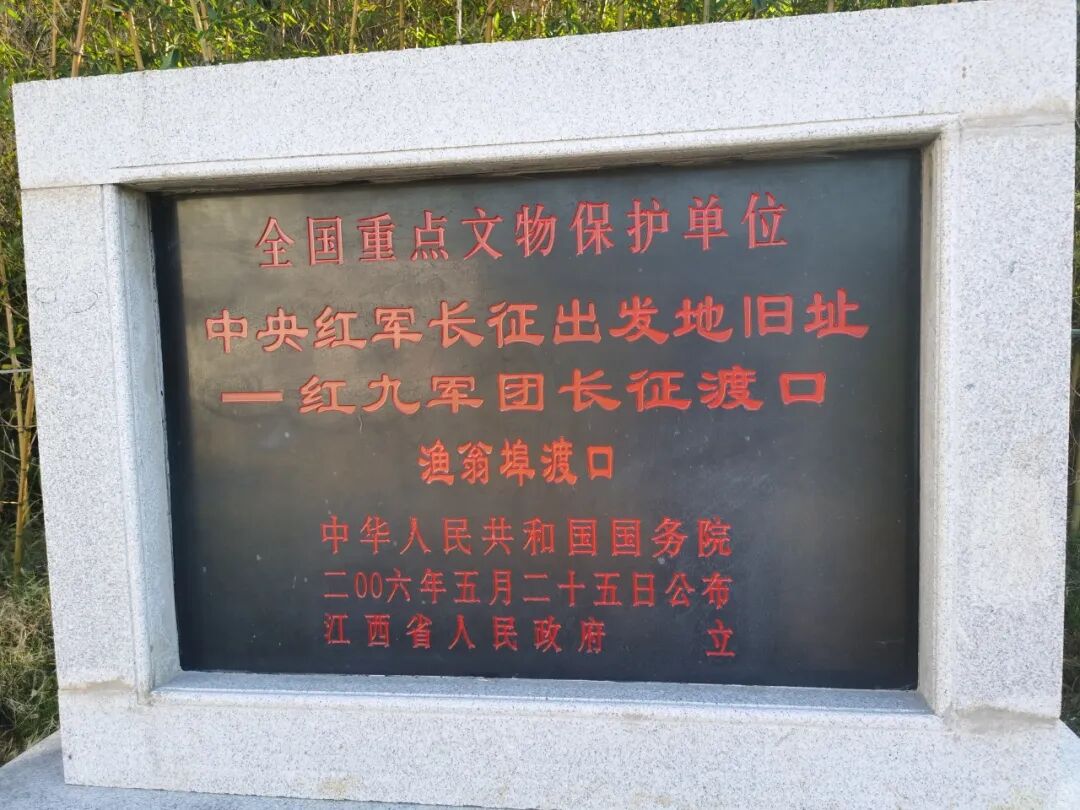 全国重点文物保护单位
中央红军长征出发地旧址
—红九军团长征渡口
渔翁埠渡口
中华人民共和国国务院
二00六年五月二十五日公布
江西省人民政府 立